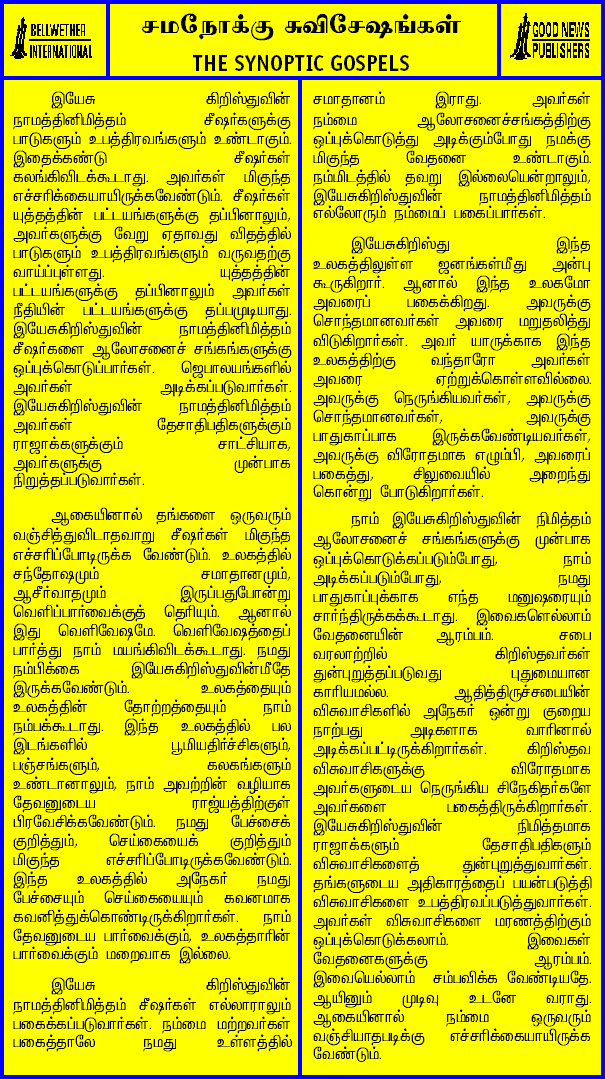 BELLWETHER
INTERNATIONAL
சமநோக்கு சுவிசேஷங்கள்
THE SYNOPTIC GOSPELS
GOOD NEWS
PUBLISHERS
இயேசு கிறிஸ்துவின்
நாமத்தினிமித்தம் சீஷர்களுக்கு
பாடுகளும் உபத்திரவங்களும் உண்டாகும்.
இதைக்கண்டு சீஷர்கள்
கலங்கிவிடக்கூடாது. அவர்கள் மிகுந்த
எச்சரிக்கையாயிருக்கவேண்டும். சீஷர்கள்
யுத்தத்தின் பட்டயங்களுக்கு தப்பினாலும்,
அவர்களுக்கு வேறு ஏதாவது விதத்தில்
பாடுகளும் உபத்திரவங்களும் வருவதற்கு
வாய்ப்புள்ளது. யுத்தத்தின்
பட்டயங்களுக்கு தப்பினாலும் அவர்கள்
நீதியின் பட்டயங்களுக்கு தப்பமுடியாது.
இயேசுகிறிஸ்துவின் நாமத்தினிமித்தம்
சீஷர்களை ஆலோசனைச் சங்கங்களுக்கு
ஒப்புக்கொடுப்பார்கள். ஜெபாலயங்களில்
அவர்கள் அடிக்கப்படுவார்கள்.
இயேசுகிறிஸ்துவின் நாமத்தினிமித்தம்
அவர்கள் தேசாதிபதிகளுக்கும்
ராஜாக்களுக்கும் சாட்சியாக,
அவர்களுக்கு முன்பாக
நிறுத்தப்படுவார்கள்.
ஆகையினால் தங்களை ஒருவரும்
வஞ்சித்துவிடாதவாறு சீஷர்கள் மிகுந்த
எச்சரிப்போடிருக்க வேண்டும். உலகத்தில்
சந்தோஷமும் சமாதானமும்,
ஆசீர்வாதமும் இருப்பதுபோன்று
வெளிப்பார்வைக்குத் தெரியும். ஆனால்
இது வெளிவேஷமே. வெளிவேஷத்தைப்
பார்த்து நாம் மயங்கிவிடக்கூடாது. நமது
நம்பிக்கை இயேசுகிறிஸ்துவின்மீதே
இருக்கவேண்டும். உலகத்தையும்
உலகத்தின் தோற்றத்தையும் நாம்
நம்பக்கூடாது. இந்த உலகத்தில் பல
இடங்களில் பூமியதிர்ச்சிகளும்,
பஞ்சங்களும், கலகங்களும்
உண்டானாலும், நாம் அவற்றின் வழியாக
தேவனுடைய ராஜ்யத்திற்குள்
பிரவேசிக்கவேண்டும். நமது பேச்சைக்
குறித்தும், செய்கையைக் குறித்தும்
மிகுந்த எச்சரிப்போடிருக்கவேண்டும்.
இந்த உலகத்தில் அநேகர் நமது
பேச்சையும் செய்கையையும் கவனமாக
கவனித்துக்கொண்டிருக்கிறார்கள். நாம்
தேவனுடைய பார்வைக்கும், உலகத்தாரின்
பார்வைக்கும் மறைவாக இல்லை.
இயேசு கிறிஸ்துவின்
நாமத்தினிமித்தம் சீஷர்கள் எல்லாராலும்
பகைக்கப்படுவார்கள். நம்மை மற்றவர்கள்
பகைத்தாலே நமது உள்ளத்தில்
சமாதானம் இராது. அவர்கள்
நம்மை ஆலோசனைச்சங்கத்திற்கு
ஒப்புக்கொடுத்து அடிக்கும்போது நமக்கு
மிகுந்த வேதனை உண்டாகும்.
நம்மிடத்தில் தவறு இல்லையென்றாலும்,
இயேசுகிறிஸ்துவின் நாமத்தினிமித்தம்
எல்லோரும் நம்மைப் பகைப்பார்கள்.
இயேசுகிறிஸ்து இந்த
உலகத்திலுள்ள ஜனங்கள்மீது அன்பு
கூருகிறார். ஆனால் இந்த உலகமோ
அவரைப் பகைக்கிறது. அவருக்கு
சொந்தமானவர்கள் அவரை மறுதலித்து
விடுகிறார்கள். அவர் யாருக்காக இந்த
உலகத்திற்கு வந்தாரோ அவர்கள்
அவரை ஏற்றுக்கொள்ளவில்லை.
அவருக்கு நெருங்கியவர்கள், அவருக்கு
சொந்தமானவர்கள், அவருக்கு
பாதுகாப்பாக இருக்கவேண்டியவர்கள்,
அவருக்கு விரோதமாக எழும்பி, அவரைப்
பகைத்து, சிலுவையில் அறைந்து
கொன்று போடுகிறார்கள்.
நாம் இயேசுகிறிஸ்துவின் நிமித்தம்
ஆலோசனைச் சங்கங்களுக்கு முன்பாக
ஒப்புக்கொடுக்கப்படும்போது, நாம்
அடிக்கப்படும்போது, நமது
பாதுகாப்புக்காக எந்த மனுஷரையும்
சார்ந்திருக்கக்கூடாது. இவைகளெல்லாம்
வேதனையின் ஆரம்பம். சபை
வரலாற்றில் கிறிஸ்தவர்கள்
துன்புறுத்தப்படுவது புதுமையான
காரியமல்ல. ஆதித்திருச்சபையின்
விசுவாசிகளில் அநேகர் ஒன்று குறைய
நாற்பது அடிகளாக வாரினால்
அடிக்கப்பட்டிருக்கிறார்கள். கிறிஸ்தவ
விசுவாசிகளுக்கு விரோதமாக
அவர்களுடைய நெருங்கிய சிநேகிதர்களே
அவர்களை பகைத்திருக்கிறார்கள்.
இயேசுகிறிஸ்துவின் நிமித்தமாக
ராஜாக்களும் தேசாதிபதிகளும்
விசுவாசிகளைத் துன்புறுத்துவார்கள்.
தங்களுடைய அதிகாரத்தைப் பயன்படுத்தி
விசுவாசிகளை உபத்திரவப்படுத்துவார்கள்.
அவர்கள் விசுவாசிகளை மரணத்திற்கும்
ஒப்புக்கொடுக்கலாம். இவைகள்
வேதனைகளுக்கு ஆரம்பம்.
இவையெல்லாம் சம்பவிக்க வேண்டியதே.
ஆயினும் முடிவு உடனே வராது.
ஆகையினால் நம்மை ஒருவரும்
வஞ்சியாதபடிக்கு எச்சரிக்கையாயிருக்க
வேண்டும்.